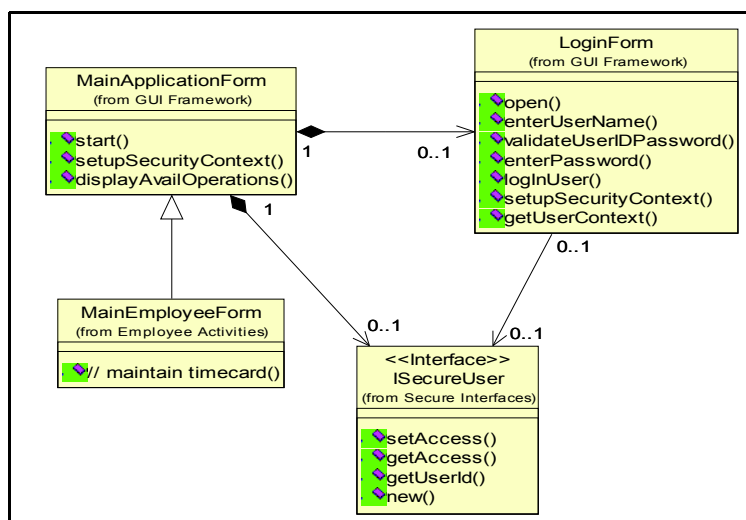 MainApplicationForm
(from GUI Framework)
start()
setupSecurityContext()
displayAvailOperations()
1
0..1
1
LoginForm
(from GUI Framework)
open()
enterUserName()
validateUserIDPassword()
enterPassword()
logInUser()
setupSecurityContext()
getUserContext()
0..1
MainEmployeeForm
(from Employee Activities)
// maintain timecard()
0..1
0..1
<<Interface>>
ISecureUser
(from Secure Interfaces)
setAccess()
getAccess()
getUserId()
new()